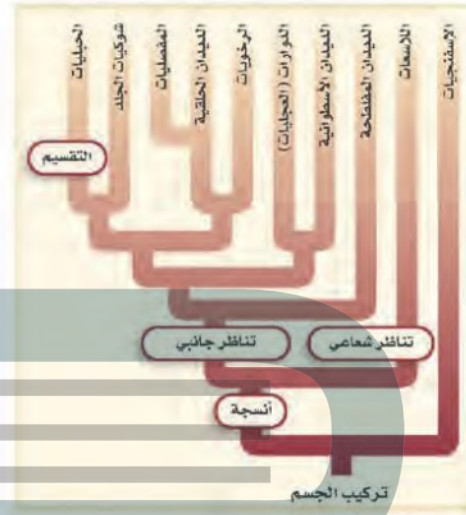 الإسفنجيات
اللاسعات
الديدان المفلطحة
الديدان الأسطوانية
الدوارات (العجليات)
الرخويات
الديدان الحلقية
المفصليات
شوكيات الجلد
الحبليات
التقسيم
تناظر شعاعي
تناظر جانبي
أنسجة
تركيب الجسم